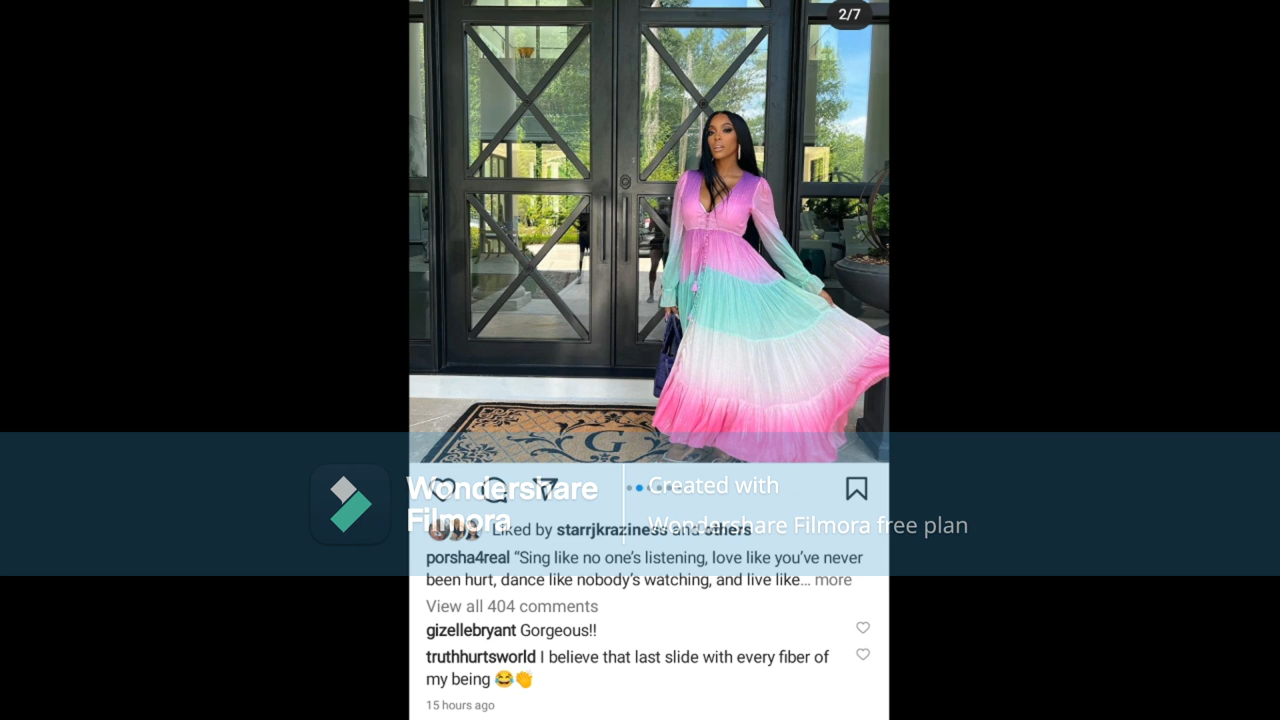 2/7
G
Wondershare
Filmora
Created with
Wondershare Filmora free plan
Liked by starrjkraziness and others
porsha4real “Sing like no one’s listening, love like you’ve never
been hurt, dance like nobody’s watching, and live like... more
View all 404 comments
gizellebryant Gorgeous!!
truthhurtsworld I believe that last slide with every fiber of
my being 😂👏
15 hours ago